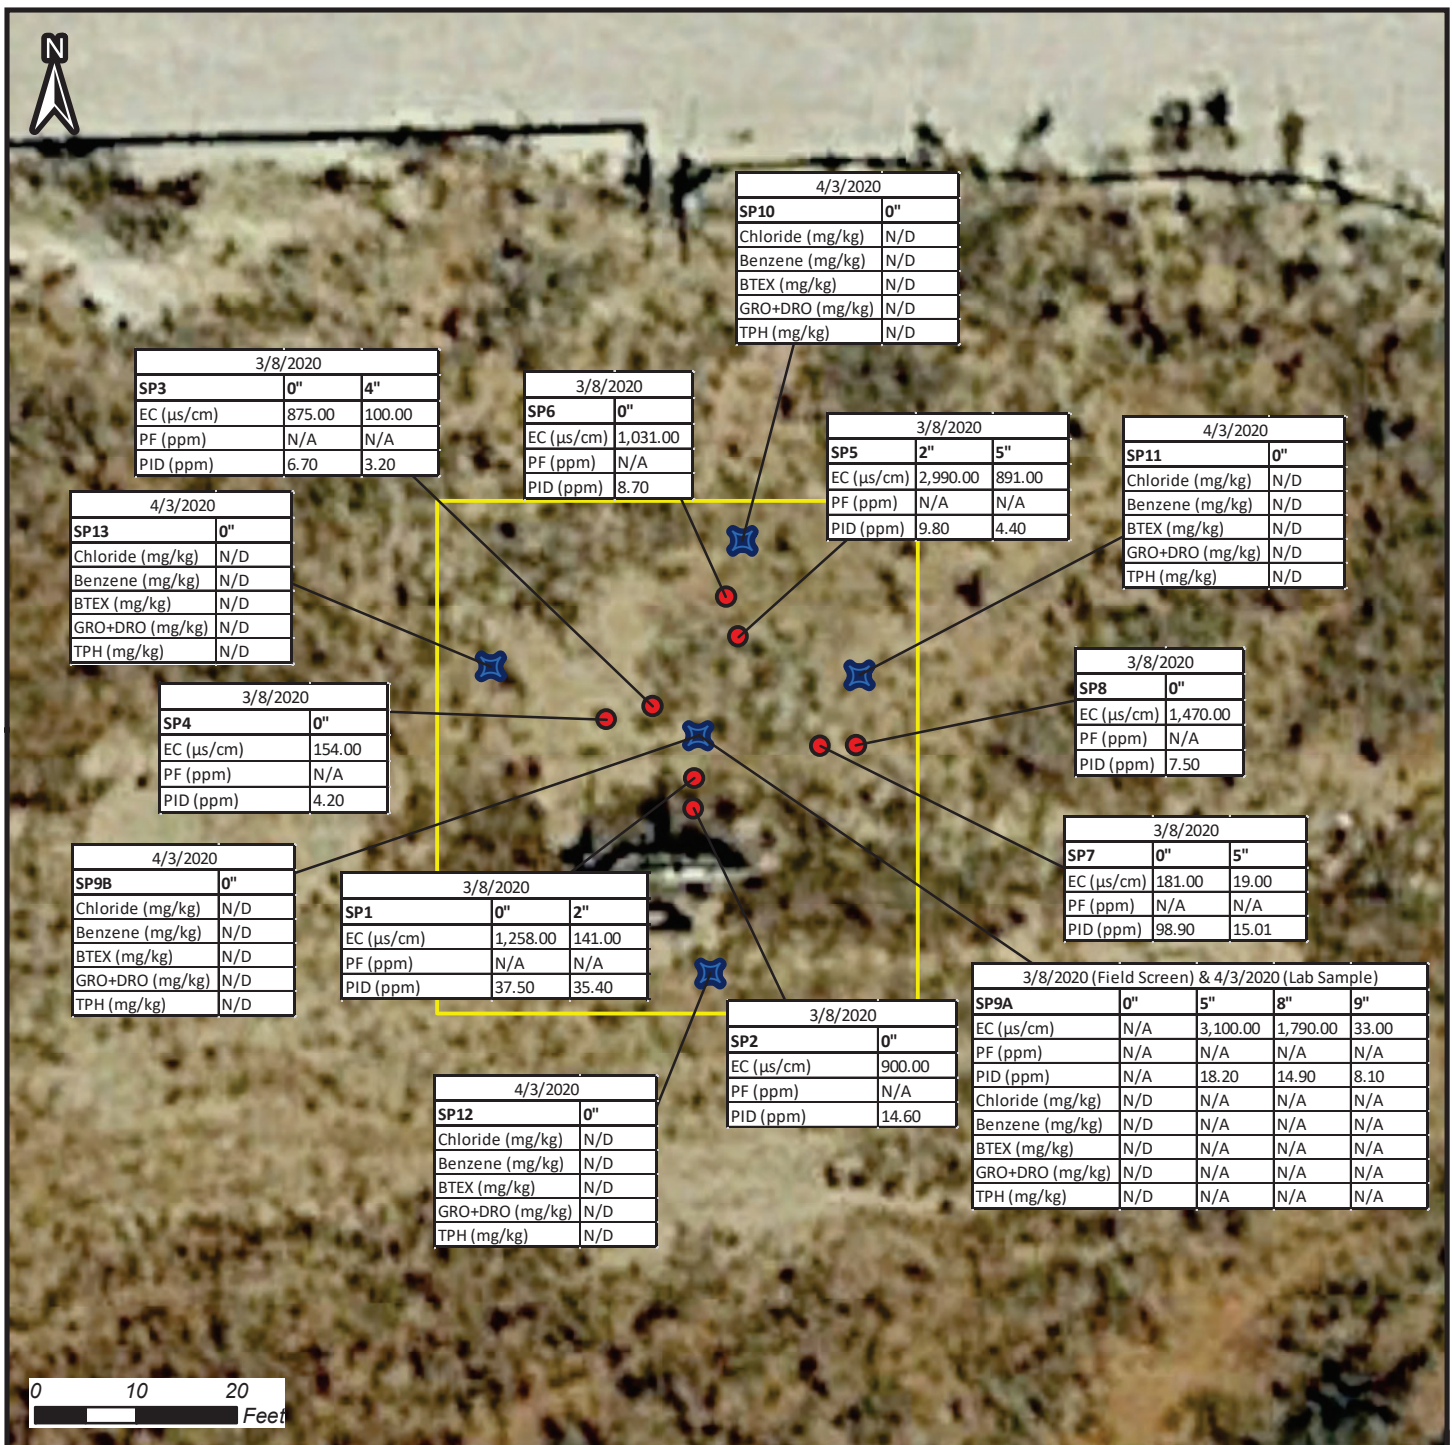 N
4/3/2020
SP10 0"
Chloride (mg/kg) N/D
Benzene (mg/kg) N/D
BTEX (mg/kg) N/D
GRO+DRO (mg/kg) N/D
TPH (mg/kg) N/D
3/8/2020
SP3 0" 4"
EC (µs/cm) 875.00 100.00
PF (ppm) N/A N/A
PID (ppm) 6.70 3.20
3/8/2020
SP6 0"
EC (µs/cm) 1,031.00
PF (ppm) N/A
PID (ppm) 8.70
3/8/2020
SP5 2" 5"
EC (µs/cm) 2,990.00 891.00
PF (ppm) N/A N/A
PID (ppm) 9.80 4.40
4/3/2020
SP11 0"
Chloride (mg/kg) N/D
Benzene (mg/kg) N/D
BTEX (mg/kg) N/D
GRO+DRO (mg/kg) N/D
TPH (mg/kg) N/D
4/3/2020
SP13 0"
Chloride (mg/kg) N/D
Benzene (mg/kg) N/D
BTEX (mg/kg) N/D
GRO+DRO (mg/kg) N/D
TPH (mg/kg) N/D
3/8/2020
SP8 0"
EC (µs/cm) 1,470.00
PF (ppm) N/A
PID (ppm) 7.50
3/8/2020
SP4 0"
EC (µs/cm) 154.00
PF (ppm) N/A
PID (ppm) 4.20
3/8/2020
SP7 0" 5"
EC (µs/cm) 181.00 19.00
PF (ppm) N/A N/A
PID (ppm) 98.90 15.01
4/3/2020
SP9B 0"
Chloride (mg/kg) N/D
Benzene (mg/kg) N/D
BTEX (mg/kg) N/D
GRO+DRO (mg/kg) N/D
TPH (mg/kg) N/D
3/8/2020
SP1 0" 2"
EC (µs/cm) 1,258.00 141.00
PF (ppm) N/A N/A
PID (ppm) 37.50 35.40
3/8/2020 (Field Screen) & 4/3/2020 (Lab Sample)
SP9A 0" 5" 8" 9"
EC (µs/cm) N/A 3,100.00 1,790.00 33.00
PF (ppm) N/A N/A N/A N/A
PID (ppm) N/A 18.20 14.90 8.10
Chloride (mg/kg) N/D N/A N/A N/A
Benzene (mg/kg) N/D N/A N/A N/A
BTEX (mg/kg) N/D N/A N/A N/A
GRO+DRO (mg/kg) N/D N/A N/A N/A
TPH (mg/kg) N/D N/A N/A N/A
3/8/2020
SP2 0"
EC (µs/cm) 900.00
PF (ppm) N/A
PID (ppm) 14.60
4/3/2020
SP12 0"
Chloride (mg/kg) N/D
Benzene (mg/kg) N/D
BTEX (mg/kg) N/D
GRO+DRO (mg/kg) N/D
TPH (mg/kg) N/D
0 10 20
Feet